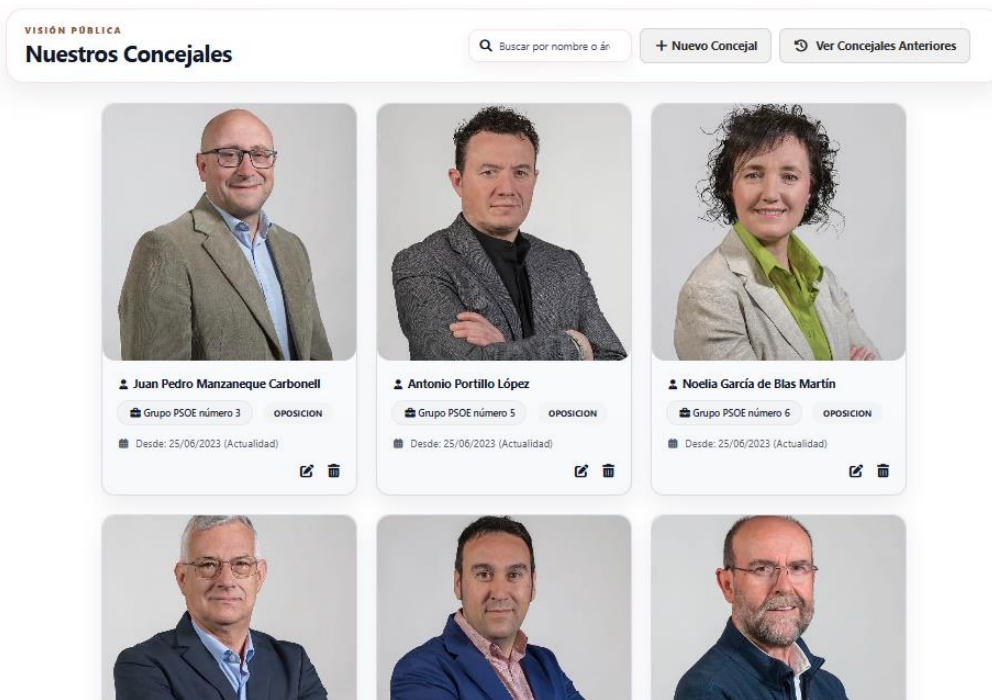 VISIÓN PÚBLICA
Nuestros Concejales
Buscar por nombre o ár
Nuevo Concejal
Ver Concejales Anteriores
Juan Pedro Manzaneque Carbonell
Grupo PSOE número 3
OPOSICION
Desde: 25/06/2023 (Actualidad)
Antonio Portillo López
Grupo PSOE número 5
OPOSICION
Desde: 25/06/2023 (Actualidad)
Noelia García de Blas Martín
Grupo PSOE número 6
OPOSICION
Desde: 25/06/2023 (Actualidad)